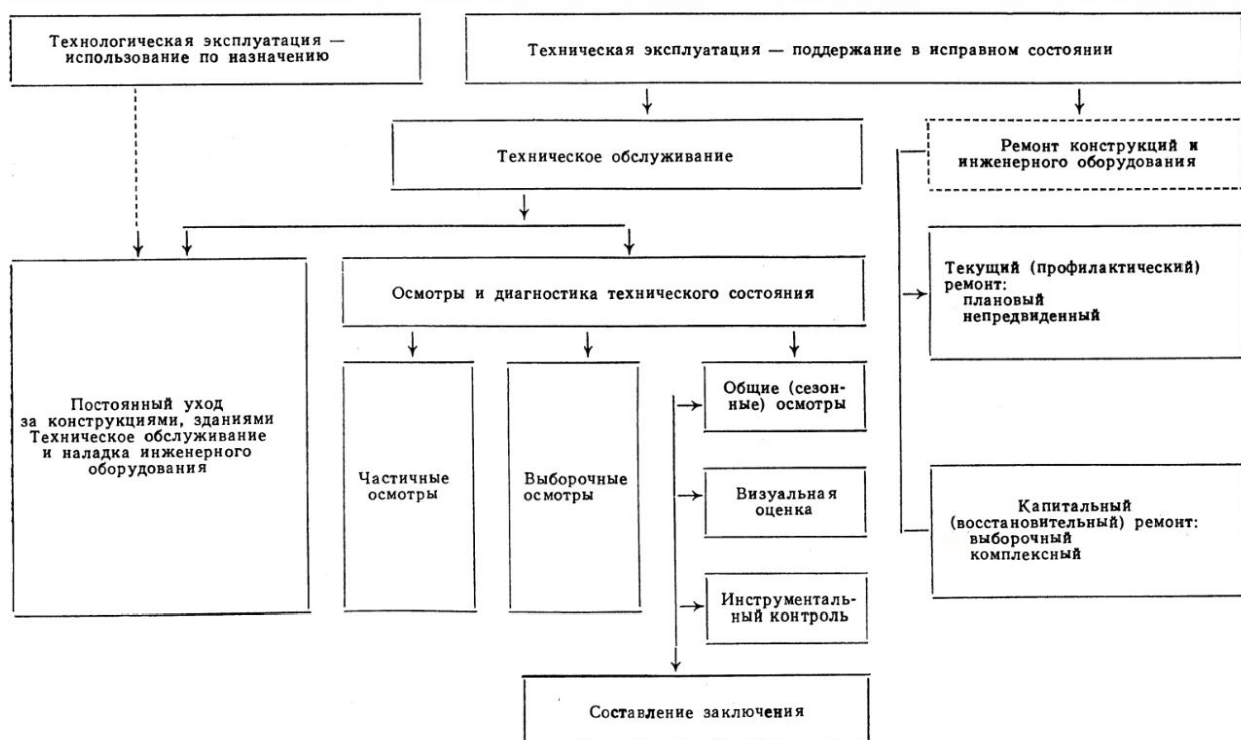 Технологическая эксплуатация —
использование по назначению
Техническая эксплуатация — поддержание в исправном состоянии
Техническое обслуживание
Ремонт конструкций и
инженерного оборудования
Постоянный уход
за конструкциями, зданиями
Техническое обслуживание
и наладка инженерного
оборудования
Осмотры и диагностика технического состояния
Текущий (профилактический)
ремонт:
плановый
непредвиденный
Частичные
осмотры
Выборочные
осмотры
Общие (сезон-
ные) осмотры
Визуальная
оценка
Инструменталь-
ный контроль
Капитальный
(восстановительный) ремонт:
выборочный
комплексный
Составление заключения